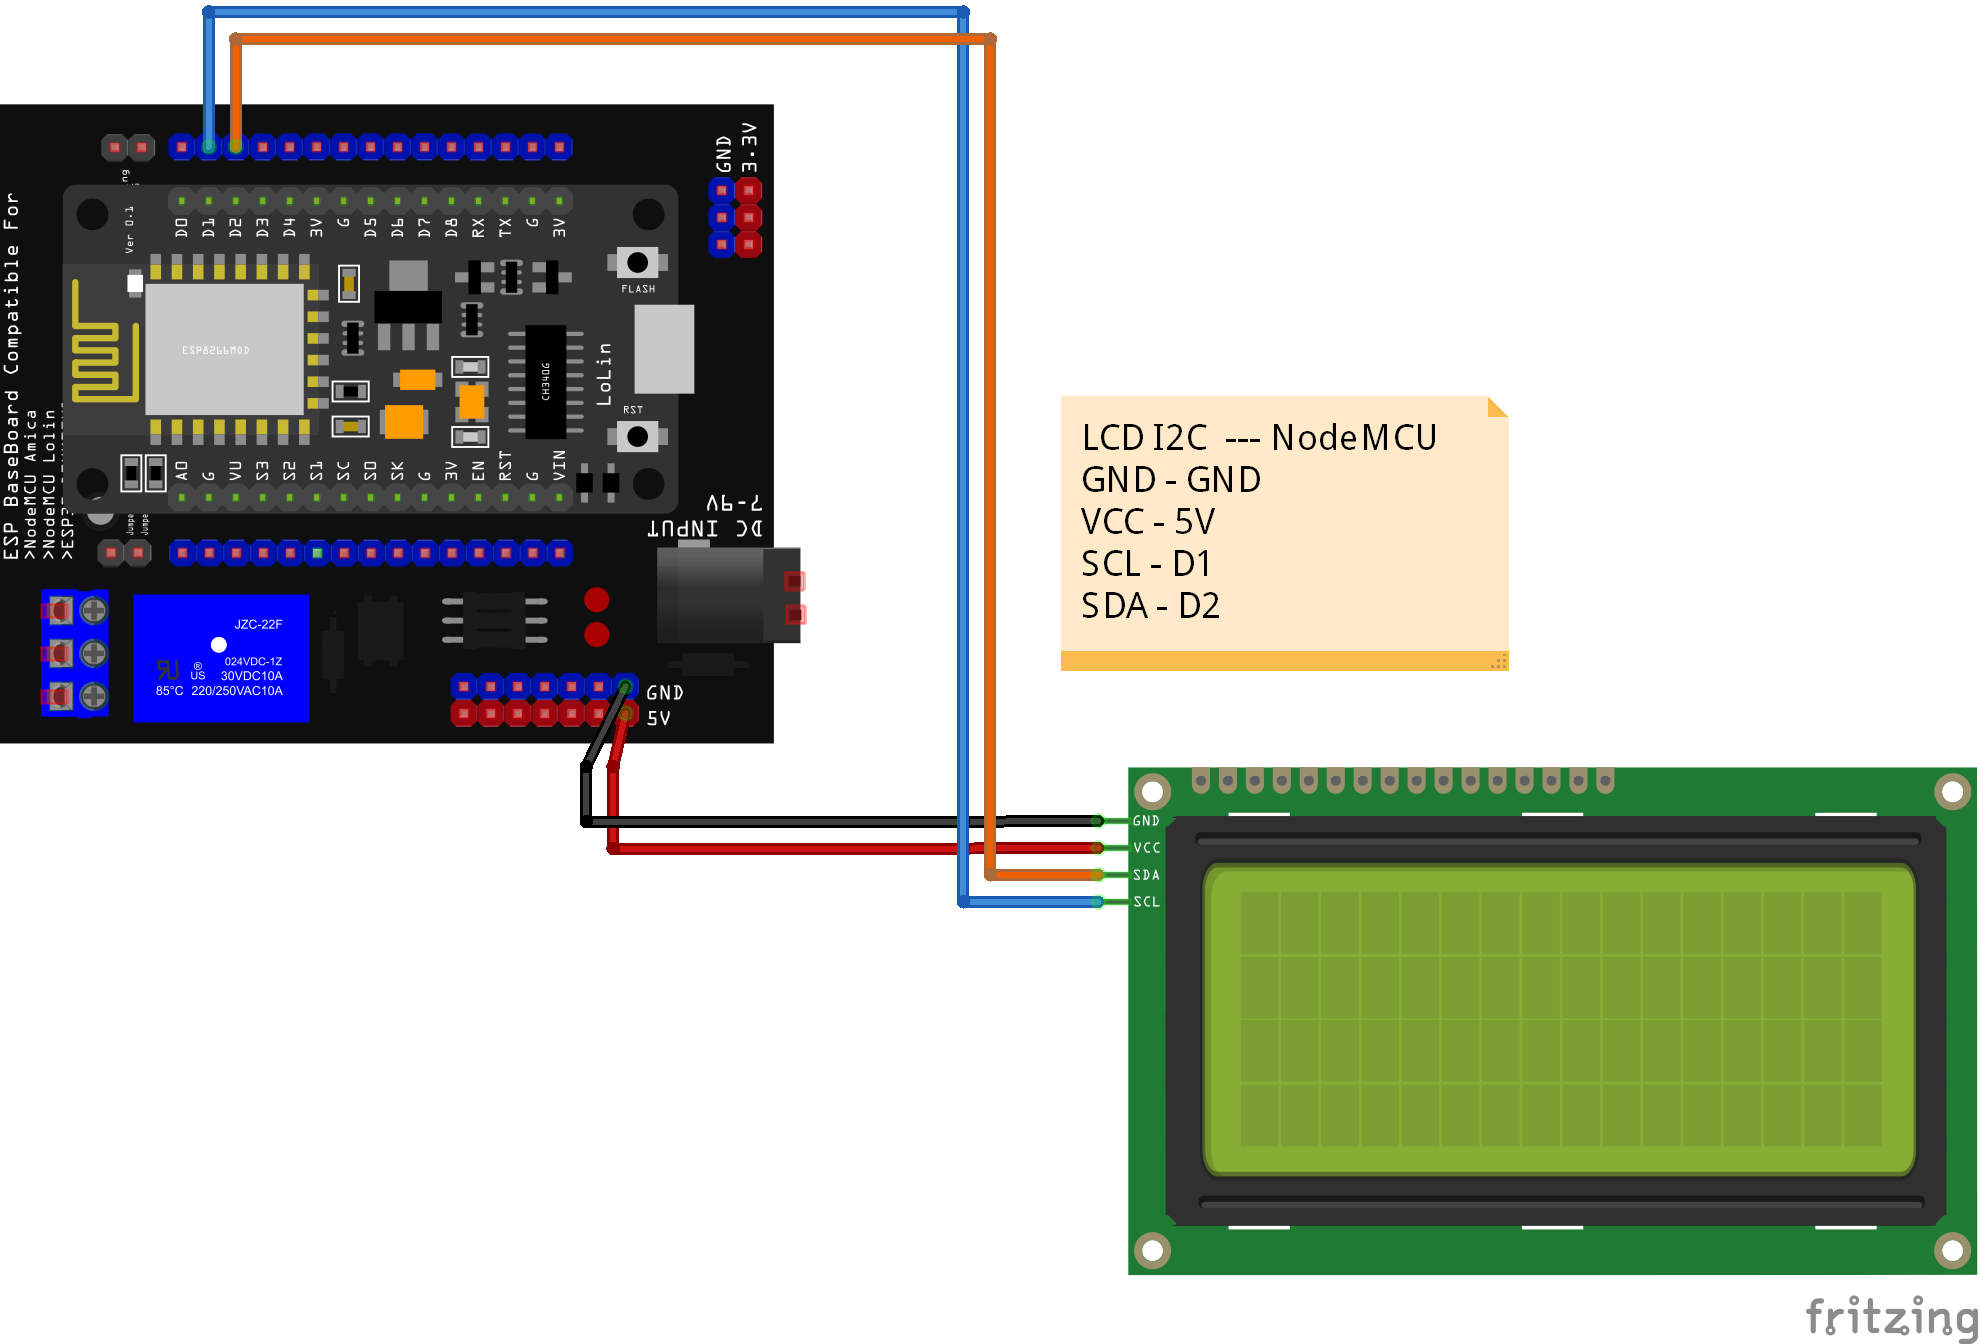 GND
3.3V
ESP BaseBoard Compatible For
>NodeMCU Amica
>NodeMCU Lolin
Ver 0.1
D0 D1 D2 D3 D4 3V G D5 D6 D7 D8 RX TX G 3V
FLASH
ESP8266MOD
CH340G
LoLin
RST
A0 G VU S3 S2 S1 SC S0 SK G 3V EN RST G VIN
DC INPUT
7-9V
JZC-22F
024VDC-1Z
® US 30VDC10A
85°C 220/250VAC10A
GND
5V
LCD I2C --- NodeMCU
GND - GND
VCC - 5V
SCL - D1
SDA - D2
GND
VCC
SDA
SCL
fritzing